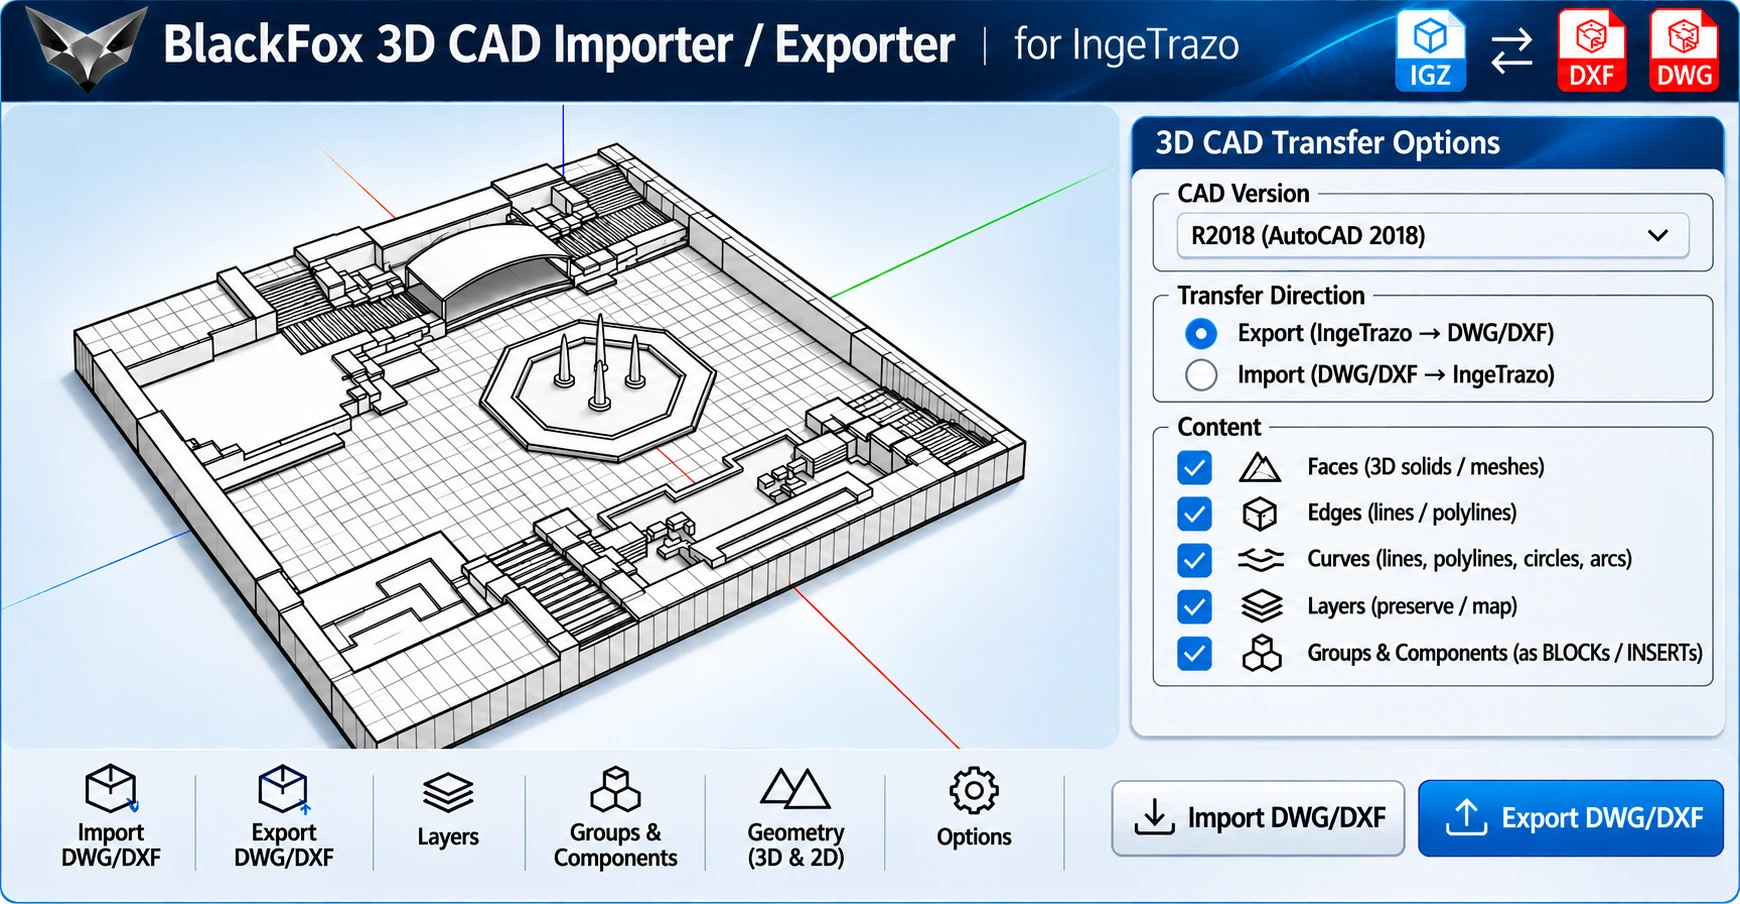 BlackFox 3D CAD Importer / Exporter | for IngeTrazo
IGZ
DXF
DWG
3D CAD Transfer Options
CAD Version
R2018 (AutoCAD 2018)
Transfer Direction
Export (IngeTrazo → DWG/DXF)
Import (DWG/DXF → IngeTrazo)
Content
Faces (3D solids / meshes)
Edges (lines / polylines)
Curves (lines, polylines, circles, arcs)
Layers (preserve / map)
Groups & Components (as BLOCKs / INSERTs)
Import
DWG/DXF
Export
DWG/DXF
Layers
Groups &
Components
Geometry
(3D & 2D)
Options
Import DWG/DXF
Export DWG/DXF